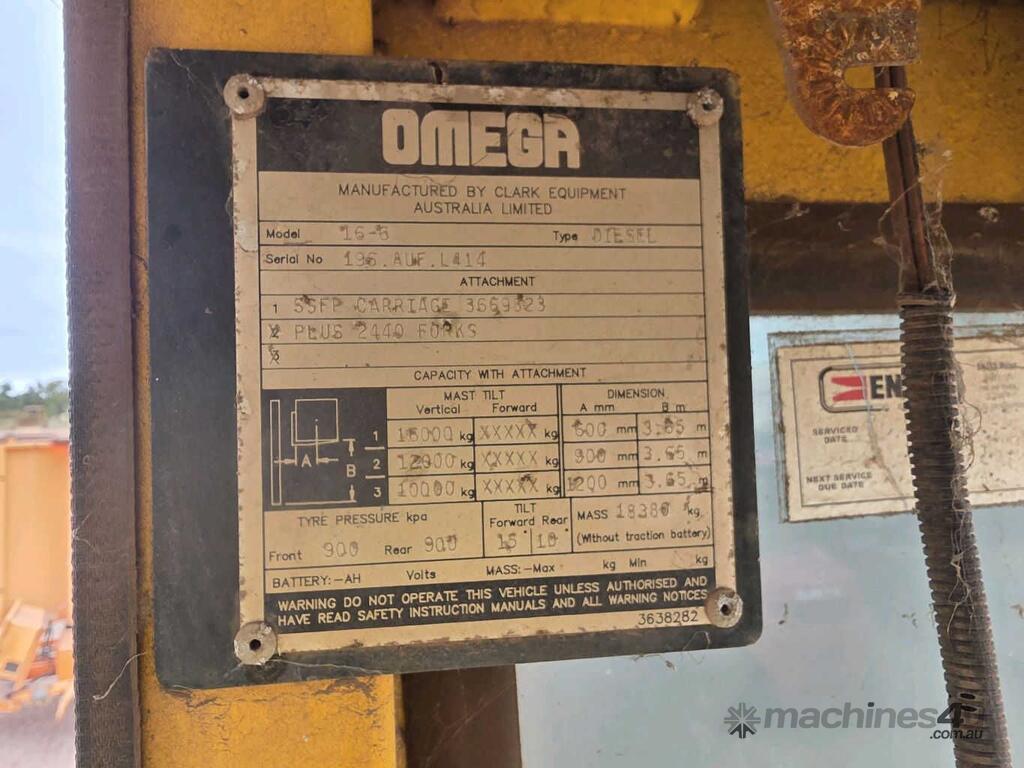 OMEGA
MANUFACTURED BY CLARK EQUIPMENT
AUSTRALIA LIMITED
Model 16-6 Type DIESEL
Serial No 196.AUF.L414
ATTACHMENT
1 SSFP CARRIAGE 3669323
2 PLUS 2440 FORKS
3
CAPACITY WITH ATTACHMENT
MAST TILT DIMENSION
Vertical Forward A mm B m
1 16000 kg XXXXX kg 600 mm 3.65 m
2 12000 kg XXXXX kg 900 mm 3.65 m
3 10000 kg XXXXX kg 1200 mm 3.65 m
A B
TYRE PRESSURE kpa TILT MASS 18380 kg
Forward Rear (Without traction battery)
Front 900 Rear 900 15° 10°
BATTERY:-AH Volts MASS:-Max kg Min kg
WARNING DO NOT OPERATE THIS VEHICLE UNLESS AUTHORISED AND
HAVE READ SAFETY INSTRUCTION MANUALS AND ALL WARNING NOTICES
3638282
EN
SERVICED
DATE
NEXT SERVICE
DUE DATE
machines4u
.com.au